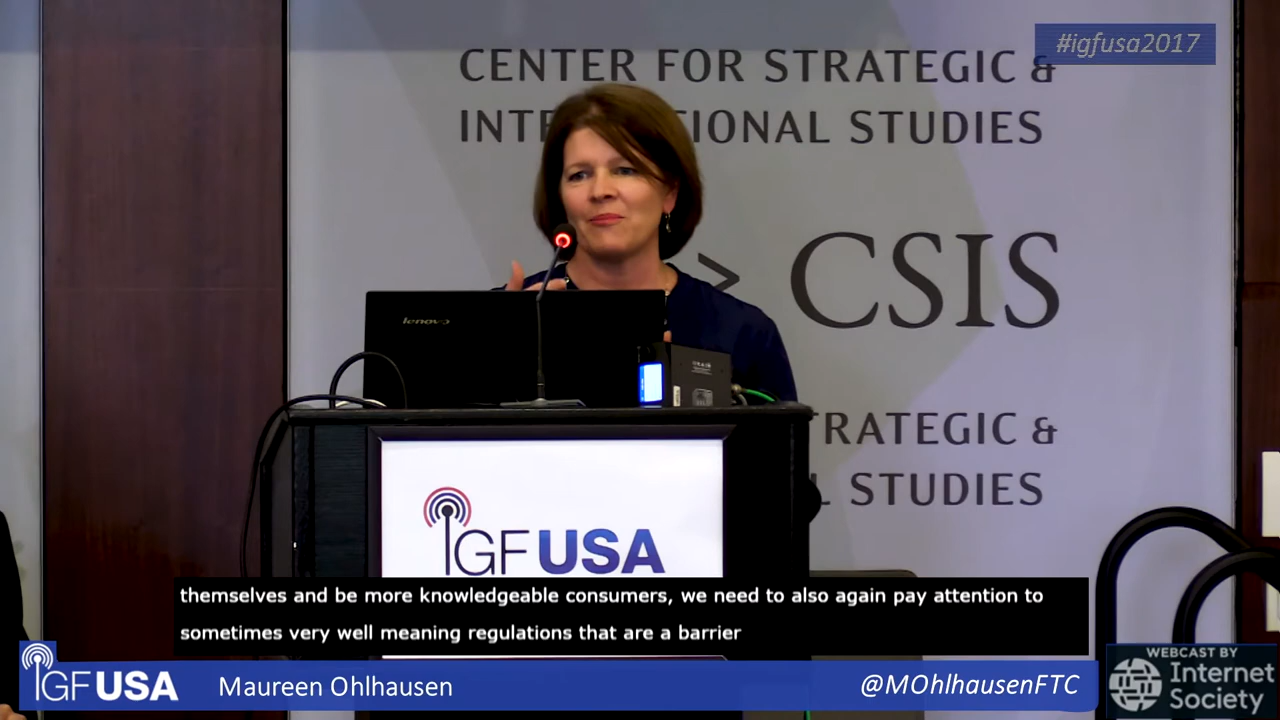 #igfusa2017
CENTER FOR STRATEGIC &
INTE IONAL STUDIES
> CSIS
lenovo
RATEGIC &
L STUDIES
IGF USA
themselves and be more knowledgeable consumers, we need to also again pay attention to
sometimes very well meaning regulations that are a barrier
IGF USA
Maureen Ohlhausen
@MOhlhausenFTC
WEBCAST BY
Internet
Society